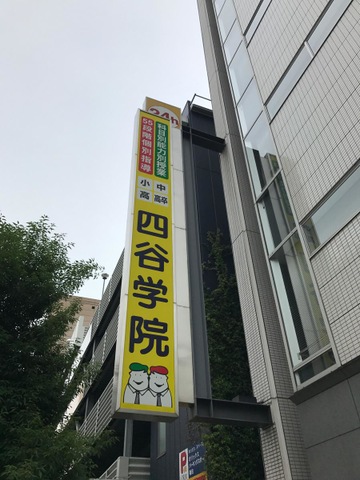 24h
科目別能力別授業
55段階個別指導
中卒
小高
四谷学院
P